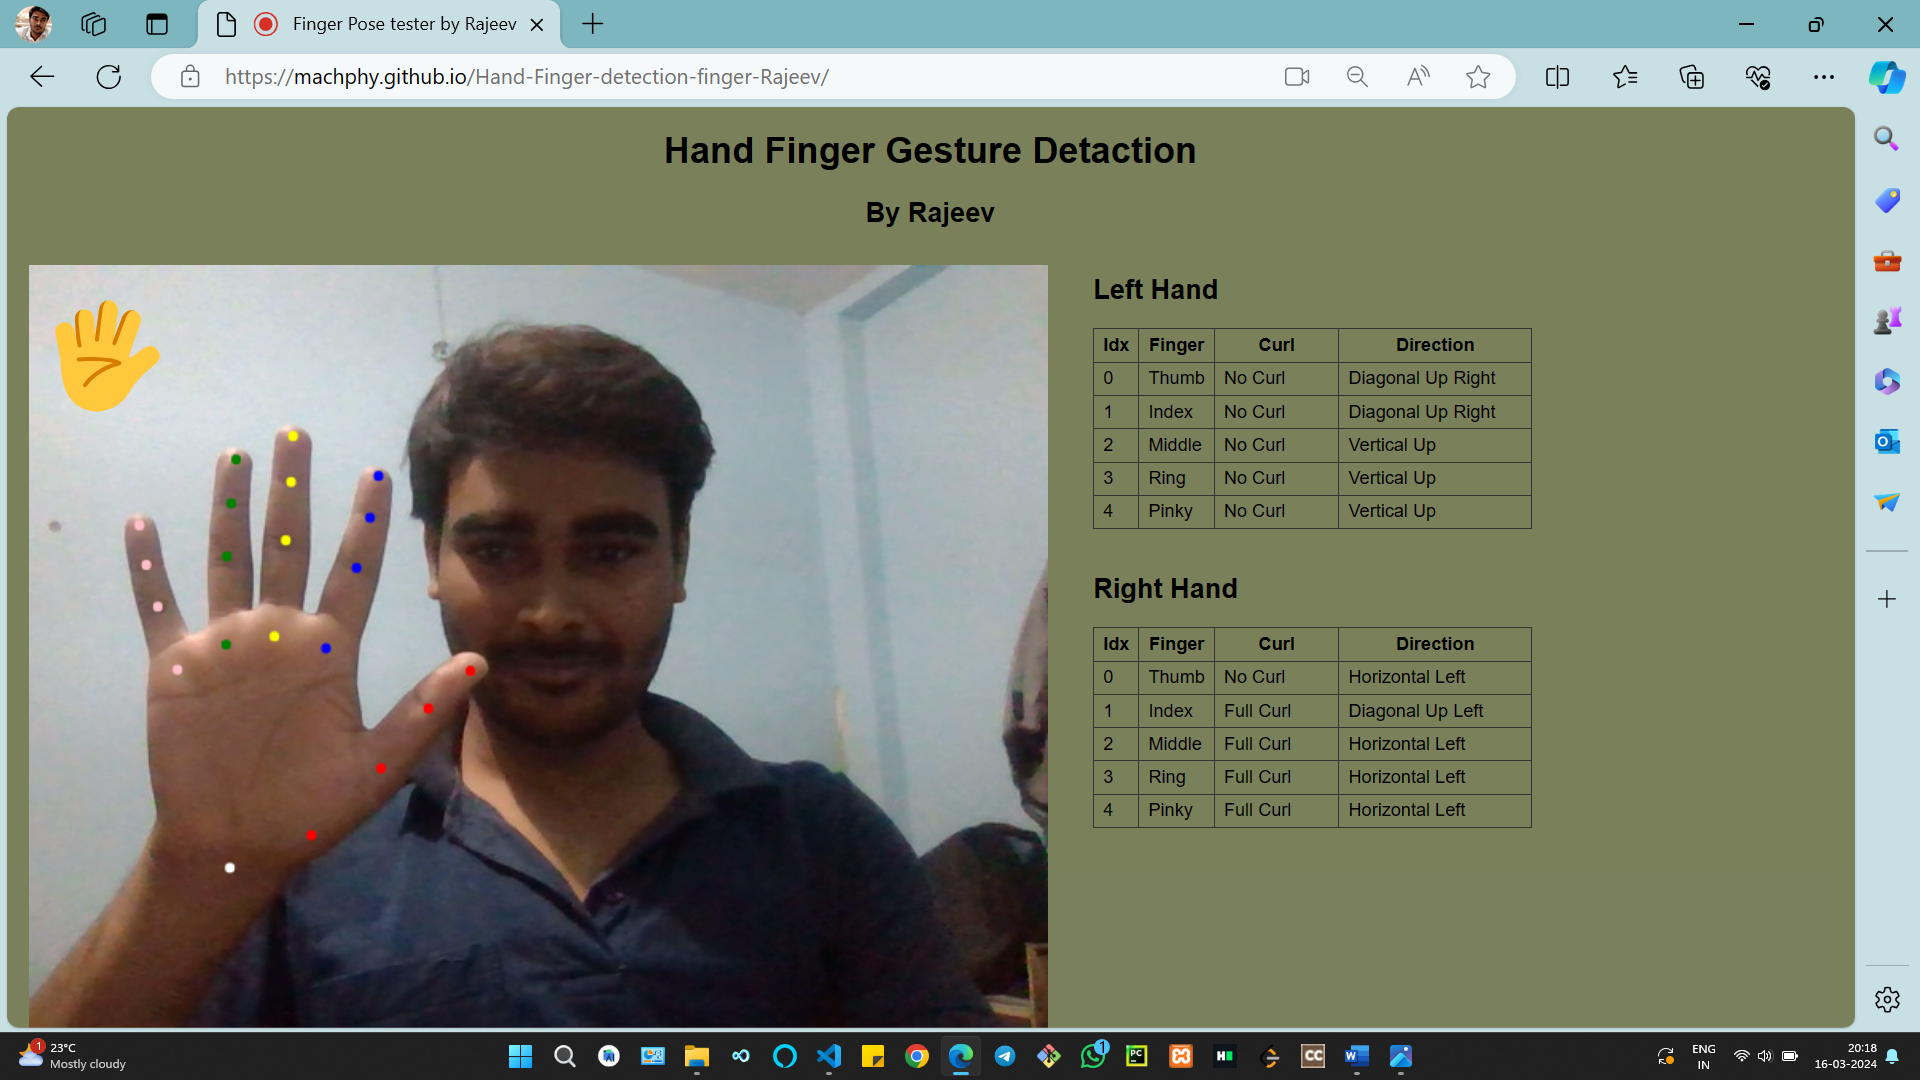 Finger Pose tester by Rajeev
https://machphy.github.io/Hand-Finger-detection-finger-Rajeev/
Hand Finger Gesture Detaction
By Rajeev
Left Hand
Idx Finger Curl Direction
0 Thumb No Curl Diagonal Up Right
1 Index No Curl Diagonal Up Right
2 Middle No Curl Vertical Up
3 Ring No Curl Vertical Up
4 Pinky No Curl Vertical Up
Right Hand
Idx Finger Curl Direction
0 Thumb No Curl Horizontal Left
1 Index Full Curl Diagonal Up Left
2 Middle Full Curl Horizontal Left
3 Ring Full Curl Horizontal Left
4 Pinky Full Curl Horizontal Left
1
23°C
Mostly cloudy
1
PC
CC
W
ENG
IN
20:18
16-03-2024